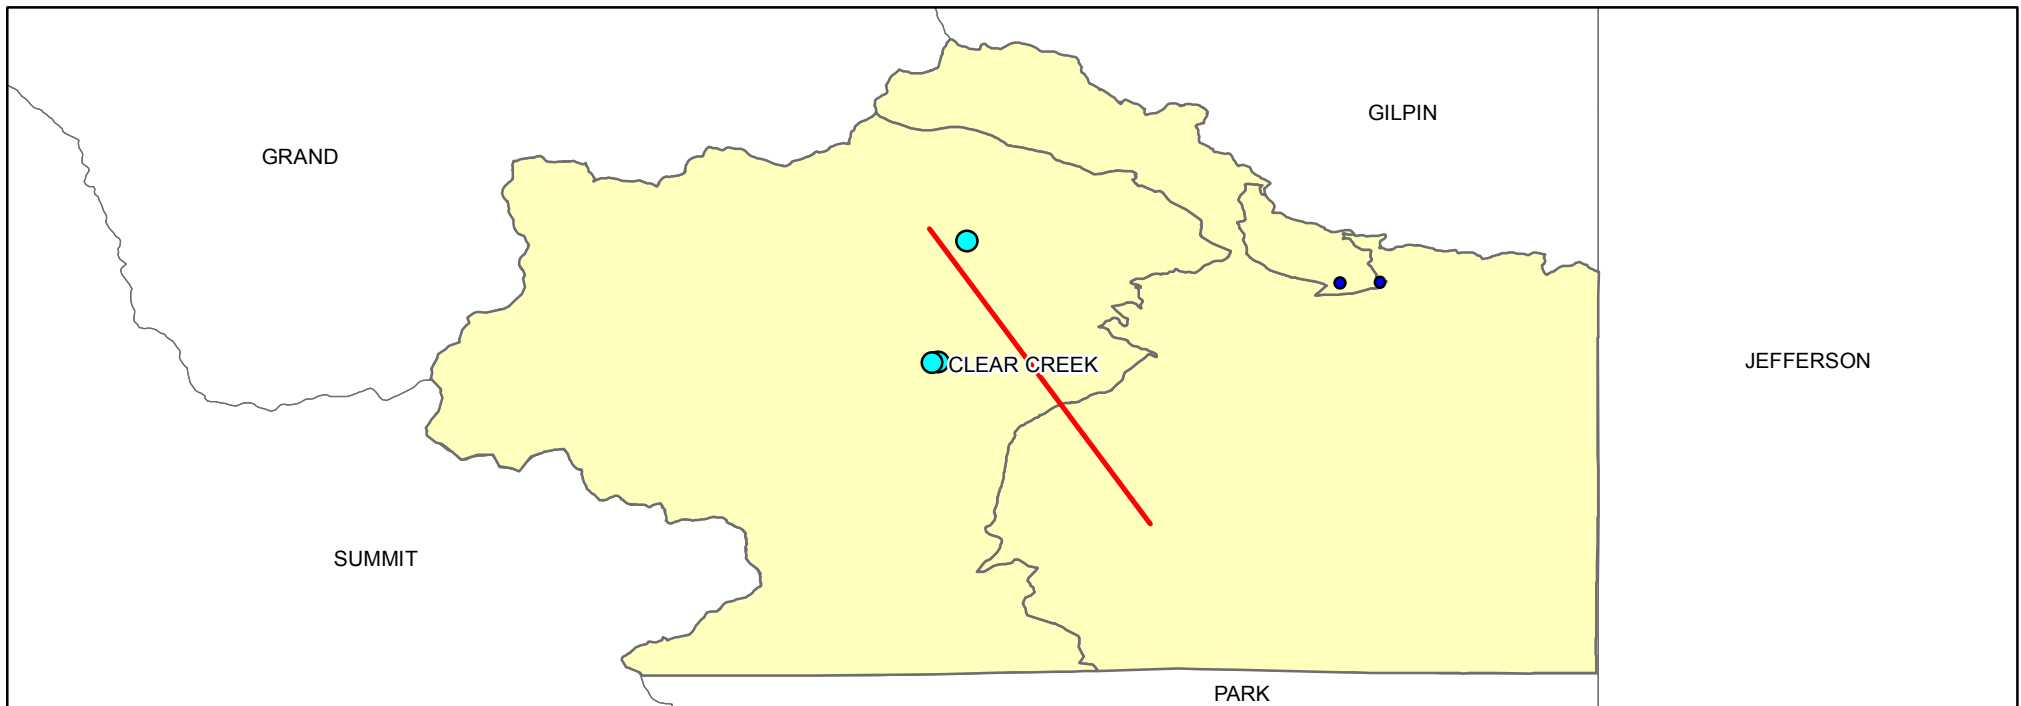 GILPIN
GRAND
JEFFERSON
CLEAR CREEK
SUMMIT
PARK